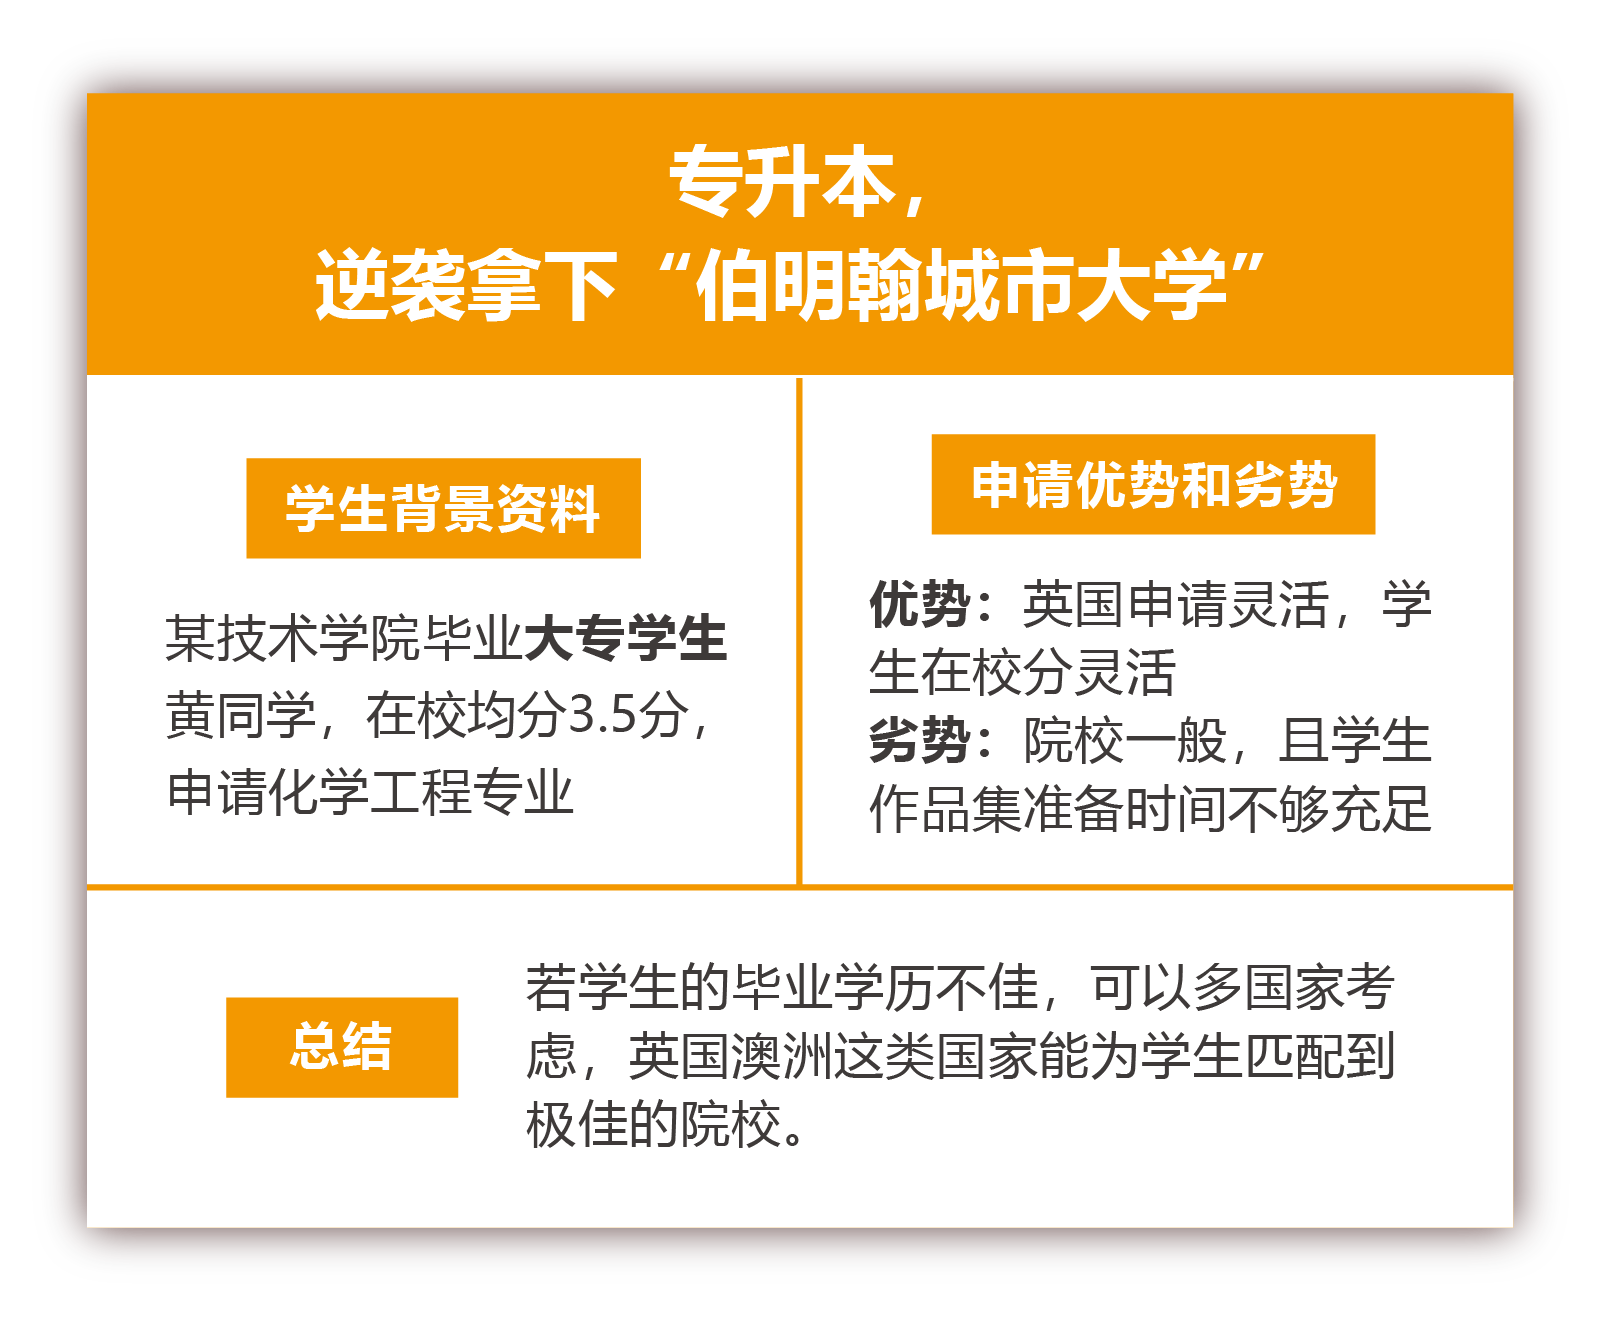 专升本，
逆袭拿下“伯明翰城市大学”
学生背景资料
某技术学院毕业大专学生
黄同学，在校均分3.5分，
申请化学工程专业
申请优势和劣势
优势：英国申请灵活，学
生在校分灵活
劣势：院校一般，且学生
作品集准备时间不够充足
总结
若学生的毕业学历不佳，可以多国家考
虑，英国澳洲这类国家能为学生匹配到
极佳的院校。